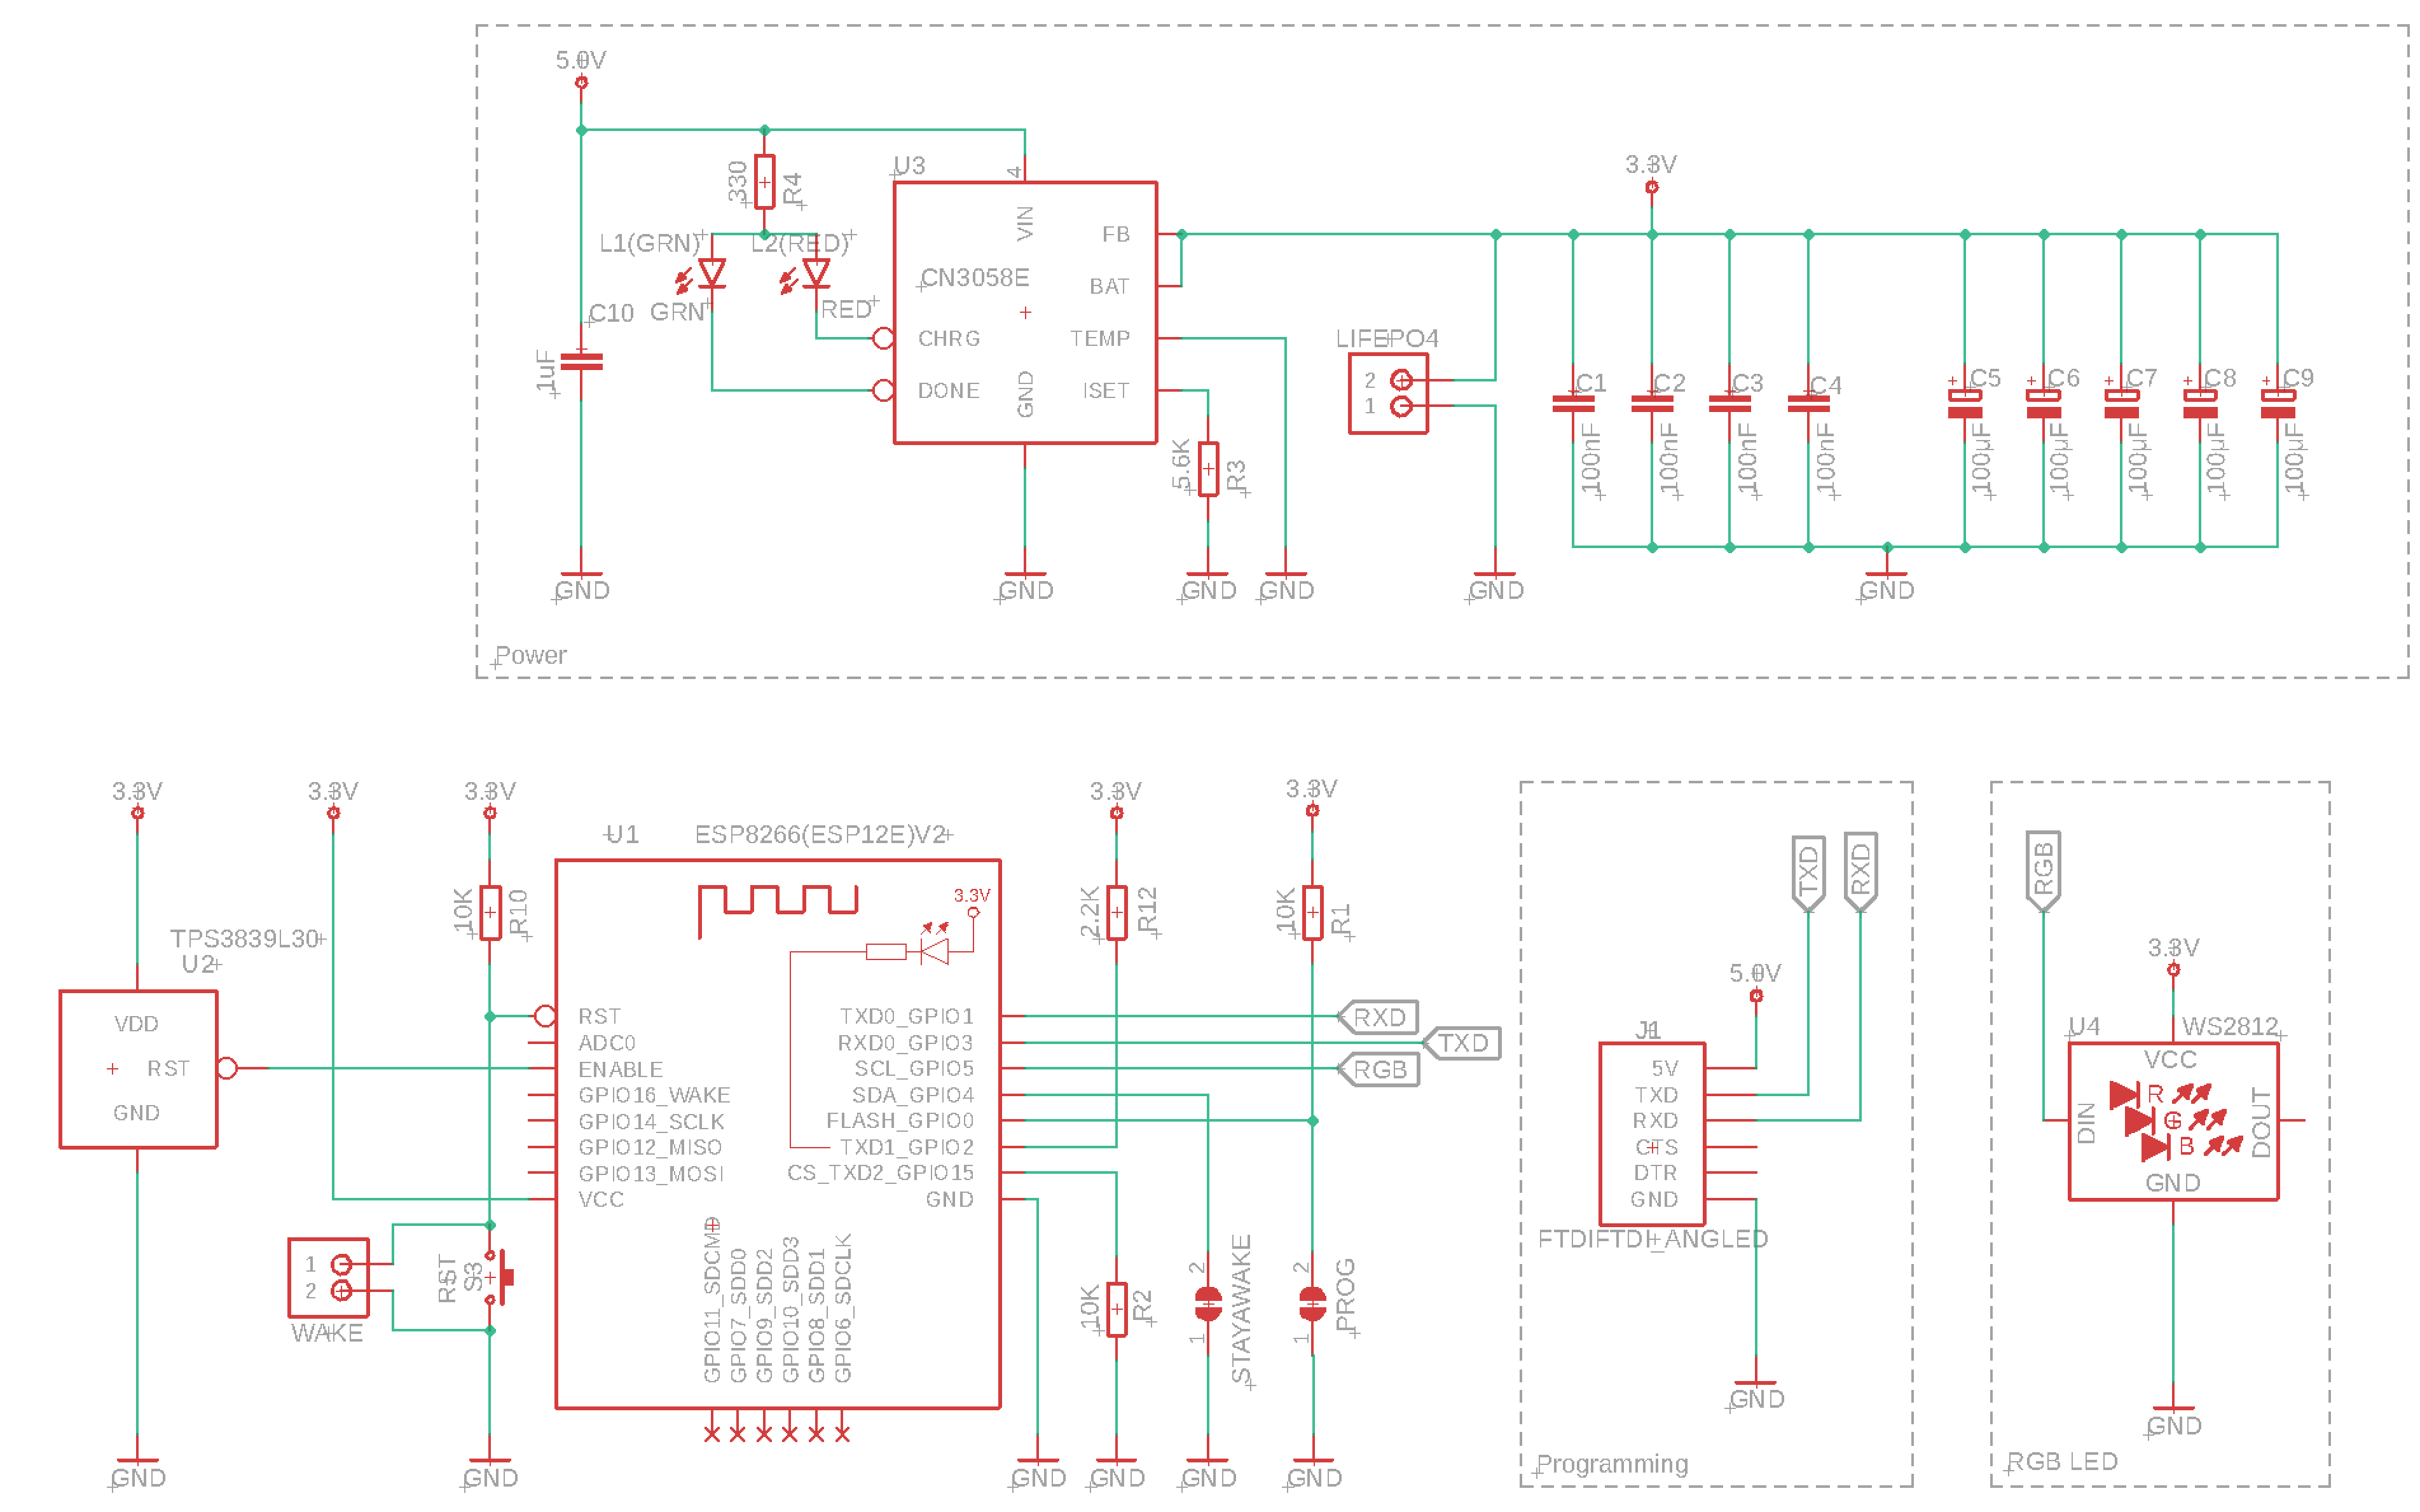 5.0V
330
R4
L1(GRN)
L2(RED)
GRN
RED
C10
1uF
U3
4
VIN
CN3058E
FB
BAT
CHRG
TEMP
DONE
GND
ISET
5.6K
R3
LIFEPO4
2
1
3.3V
C1
C2
C3
C4
C5
C6
C7
C8
C9
100nF
100nF
100nF
100nF
100µF
100µF
100µF
100µF
100µF
GND
GND
GND
GND
GND
GND
Power
3.3V
3.3V
3.3V
3.3V
3.3V
TPS3839L30
U2
VDD
RST
GND
GND
10K
R10
U1
ESP8266(ESP12E)V2
3.3V
RST
ADC0
ENABLE
GPIO16_WAKE
GPIO14_SCLK
GPIO12_MISO
GPIO13_MOSI
VCC
TXD0_GPIO1
RXD0_GPIO3
SCL_GPIO5
SDA_GPIO4
FLASH_GPIO0
TXD1_GPIO2
CS_TXD2_GPIO15
GND
GPIO11_SDCMD
GPIO7_SDD0
GPIO9_SDD2
GPIO10_SDD3
GPIO8_SDD1
GPIO6_SDCLK
1
2
WAKE
RST
S3
GND
2.2K
R12
10K
R1
RXD
TXD
RGB
10K
R2
2
1
STAYAWAKE
2
1
PROG
GND
GND
GND
GND
TXD
RXD
5.0V
J1
5V
TXD
RXD
CTS
DTR
GND
FTDIFTDI_ANGLED
GND
Programming
RGB
3.3V
U4
WS2812
VCC
R
G
B
DIN
DOUT
GND
GND
RGB LED